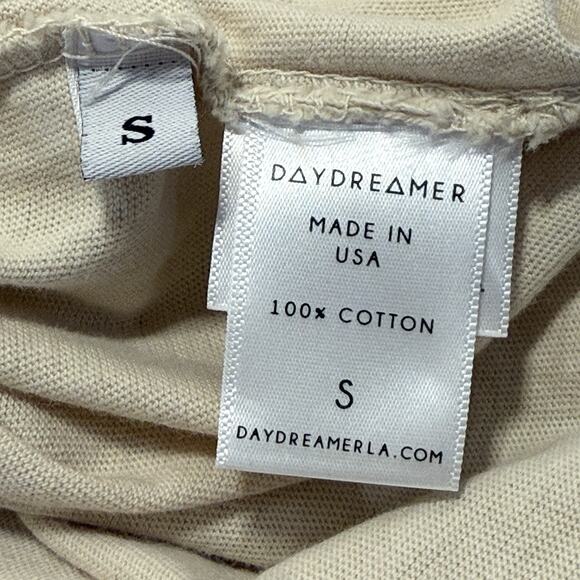 S
DAYDREAMER
MADE IN
USA
100% COTTON
S
DAYDREAMERLA.COM